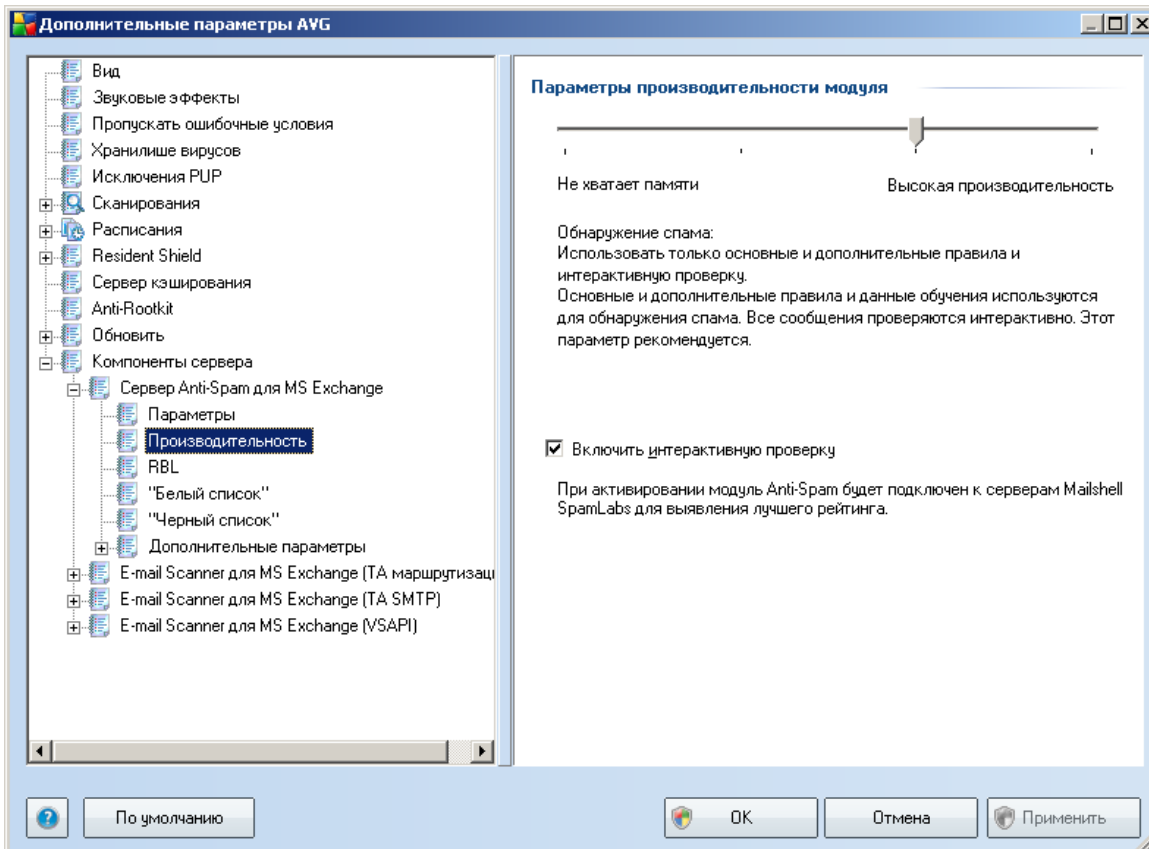 Дополнительные параметры AVG
Вид
Звуковые эффекты
Пропускать ошибочные условия
Хранилише вирусов
Исключения PUP
Сканирования
Расписания
Resident Shield
Сервер кэширования
Anti-Rootkit
Обновить
Компоненты сервера
Сервер Anti-Spam для MS Exchange
Параметры
Производительность
RBL
"Белый список"
"Черный список"
Дополнительные параметры
E-mail Scanner для MS Exchange (TA маршрутизаци
E-mail Scanner для MS Exchange (TA SMTP)
E-mail Scanner для MS Exchange (VSAPI)
Параметры производительности модуля
Не хватает памяти
Высокая производительность
Обнаружение спама:
Использовать только основные и дополнительные правила и
интерактивную проверку.
Основные и дополнительные правила и данные обучения используются
для обнаружения спама. Все сообщения проверяются интерактивно. Этот
параметр рекомендуется.
Включить интерактивную проверку
При активировании модуль Anti-Spam будет подключен к серверам Mailshell
SpamLabs для выявления лучшего рейтинга.
По умолчанию
OK
Отмена
Применить